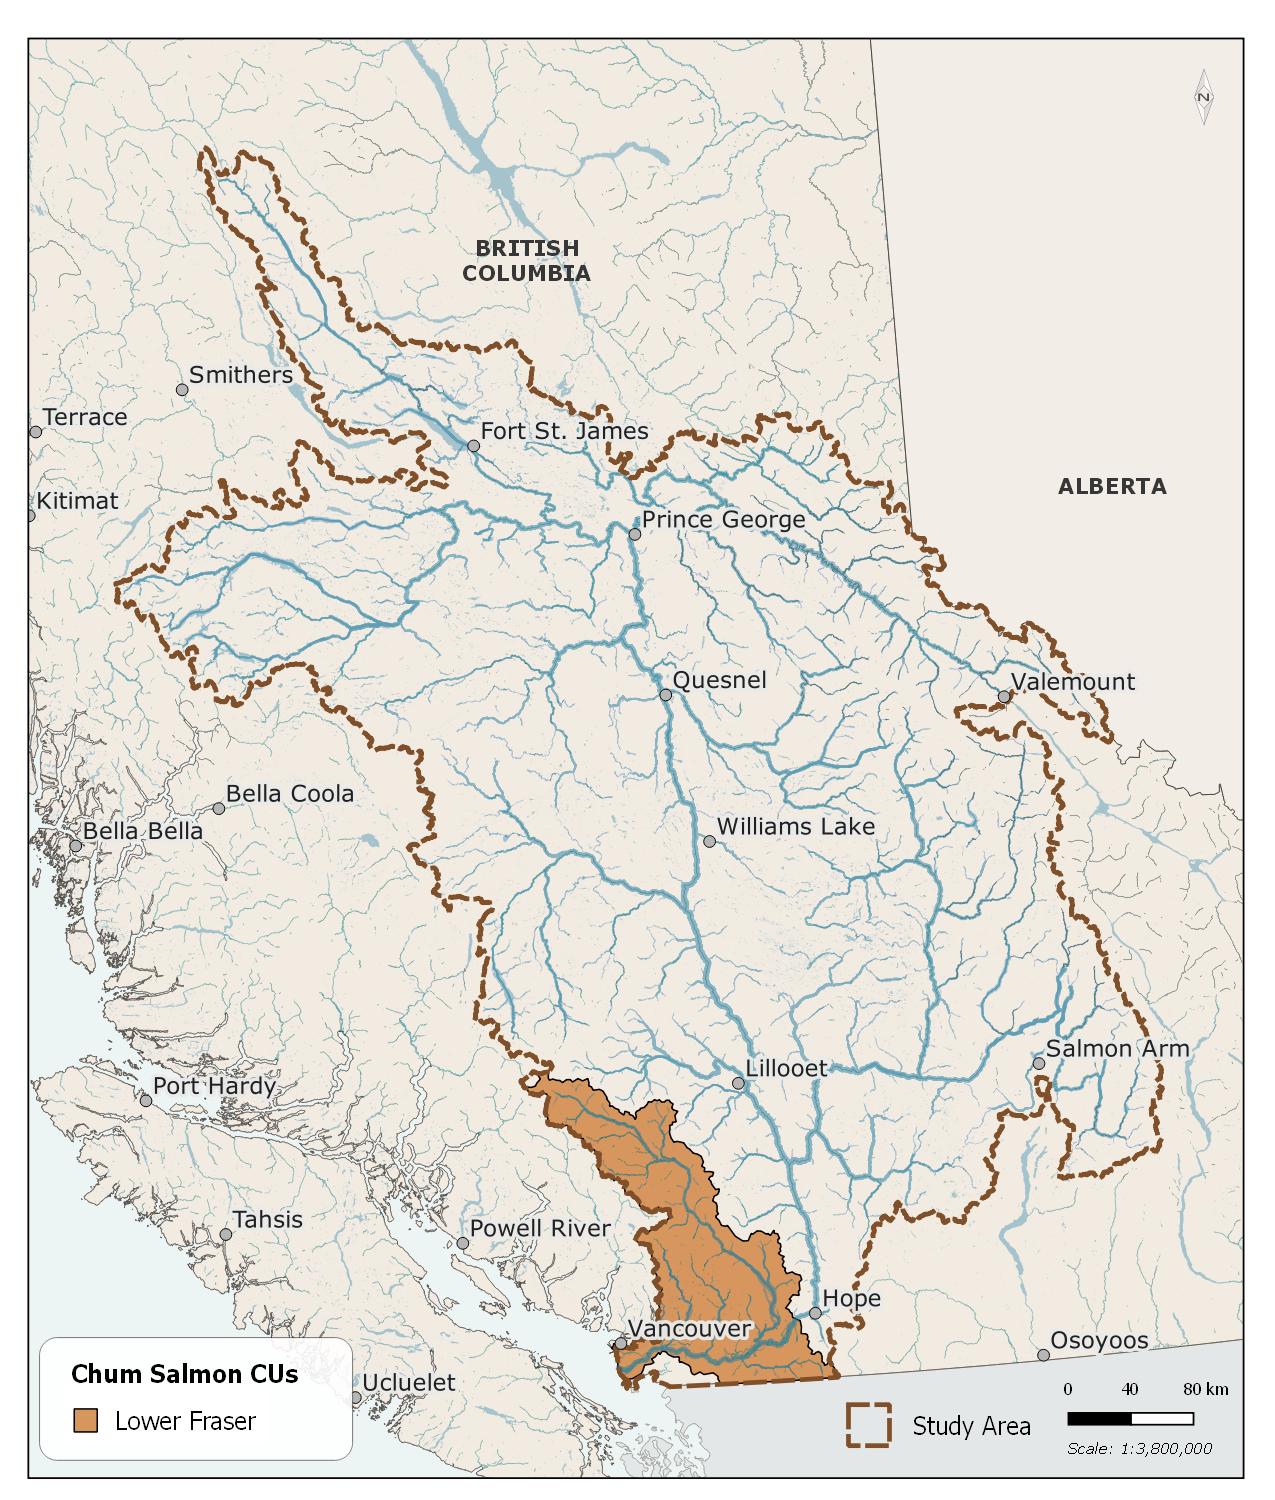 N
BRITISH
COLUMBIA
Smithers
Terrace
Fort St. James
ALBERTA
Kitimat
Prince George
Quesnel
Valemount
Bella Coola
Williams Lake
Bella Bella
Salmon Arm
Lillooet
Port Hardy
Tahsis
Powell River
Hope
Vancouver
Osoyoos
Ucluelet
Chum Salmon CUs
Lower Fraser
Study Area
0 40 80 km
Scale: 1:3,800,000